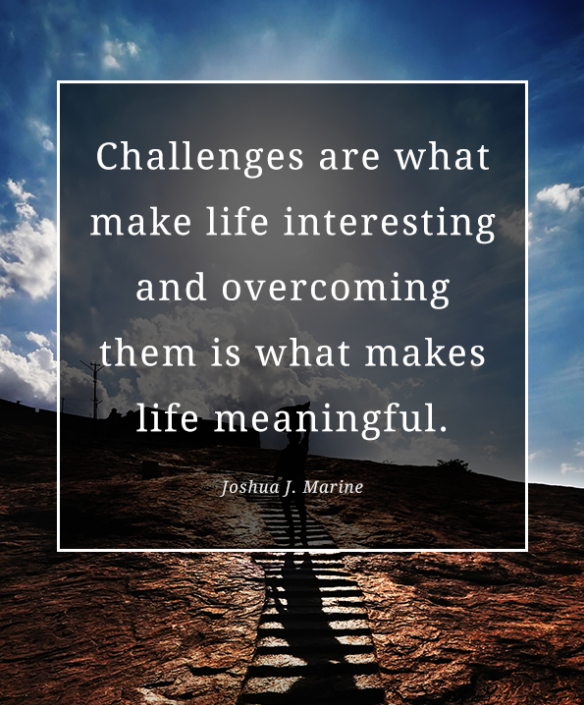 Challenges are what
make life interesting
and overcoming
them is what makes
life meaningful.
Joshua J. Marine